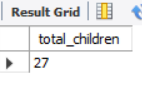 Result Grid
total_children
27